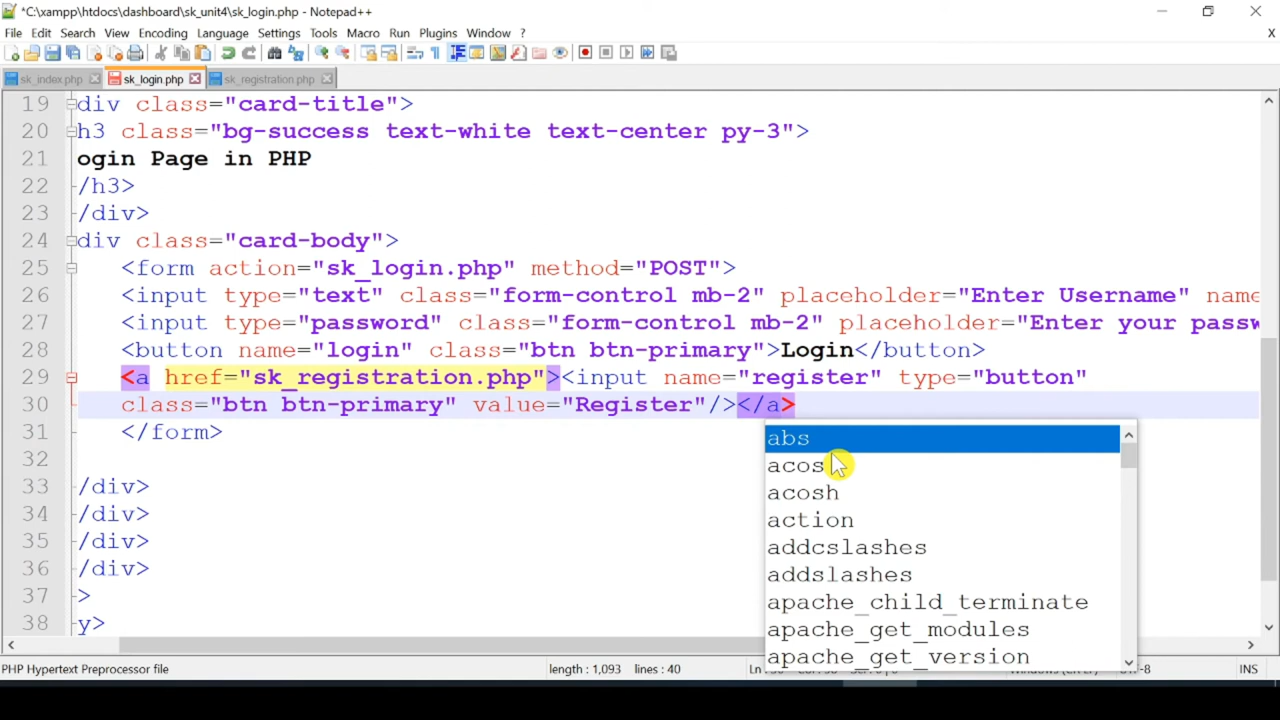 *C:\xampp\htdocs\dashboard\sk_unit4\sk_login.php - Notepad++
File Edit Search View Encoding Language Settings Tools Macro Run Plugins Window ? X
sk_index.php sk_login.php sk_registration.php
19 div class="card-title">
20 h3 class="bg-success text-white text-center py-3">
21 ogin Page in PHP
22 /h3>
23 /div>
24 div class="card-body">
25 <form action="sk_login.php" method="POST">
26 <input type="text" class="form-control mb-2" placeholder="Enter Username" name
27 <input type="password" class="form-control mb-2" placeholder="Enter your passw
28 <button name="login" class="btn btn-primary">Login</button>
29 <a href="sk_registration.php"><input name="register" type="button"
30 class="btn btn-primary" value="Register"/></a>
31 </form>
32
33 /div>
34 /div>
35 /div>
36 /div>
37 >
38 y>
abs
acos
acosh
action
addcslashes
addslashes
apache_child_terminate
apache_get_modules
apache_get_version
PHP Hypertext Preprocessor file length : 1,093 lines : 40 INS